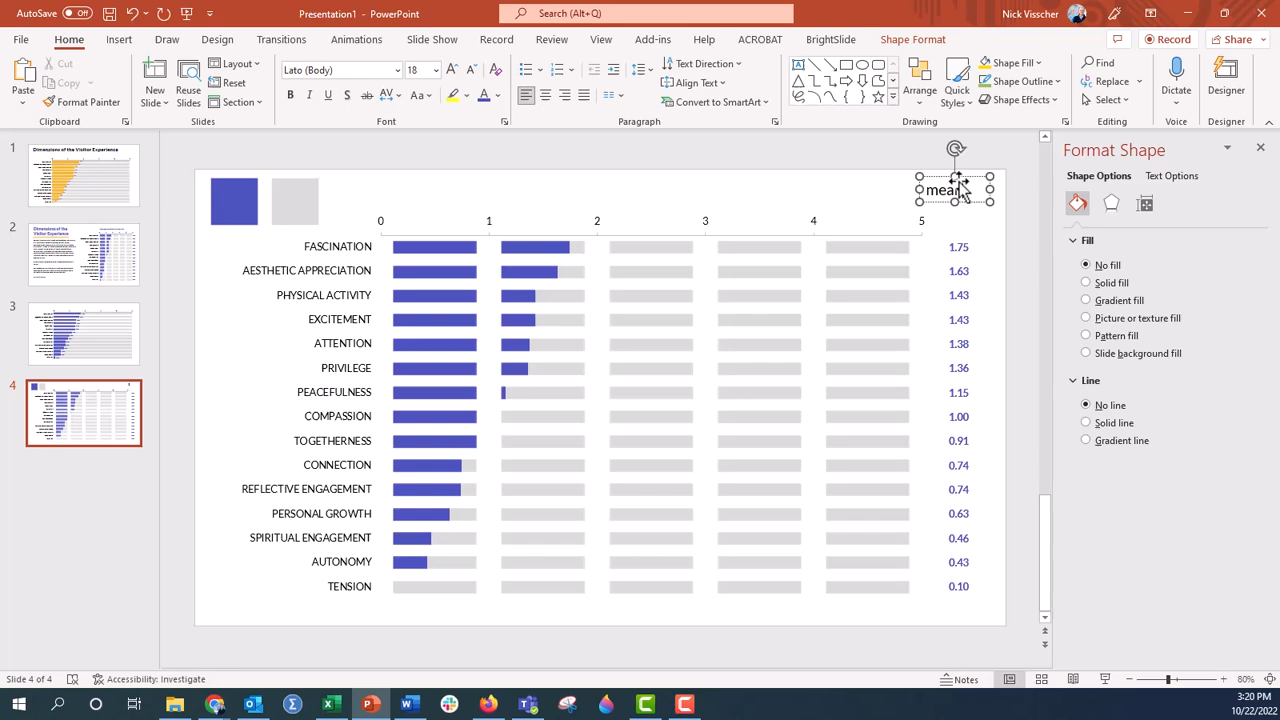 AutoSave Off
Presentation1 - PowerPoint
Search (Alt+Q)
Nick Visscher
File Home Insert Draw Design Transitions Animations Slide Show Record Review View Add-ins Help ACROBAT BrightSlide Shape Format
Record Share
Paste
Cut
Copy
Format Painter
Clipboard
New Slide
Reuse Slides
Layout
Reset
Section
Slides
Lato (Body) 18
Font
Text Direction
Align Text
Convert to SmartArt
Paragraph
Arrange
Quick Styles
Shape Fill
Shape Outline
Shape Effects
Drawing
Find
Replace
Select
Editing
Dictate
Voice
Designer
Designer
1
Dimensions of the Visitor Experience
2
Dimensions of the Visitor Experience
3
4
mean
0 1 2 3 4 5
FASCINATION 1.75
AESTHETIC APPRECIATION 1.63
PHYSICAL ACTIVITY 1.43
EXCITEMENT 1.43
ATTENTION 1.38
PRIVILEGE 1.36
PEACEFULNESS 1.15
COMPASSION 1.00
TOGETHERNESS 0.91
CONNECTION 0.74
REFLECTIVE ENGAGEMENT 0.74
PERSONAL GROWTH 0.63
SPIRITUAL ENGAGEMENT 0.46
AUTONOMY 0.43
TENSION 0.10
Format Shape
Shape Options Text Options
Fill
No fill
Solid fill
Gradient fill
Picture or texture fill
Pattern fill
Slide background fill
Line
No line
Solid line
Gradient line
Slide 4 of 4
Accessibility: Investigate
Notes
80%
3:20 PM
10/22/2022